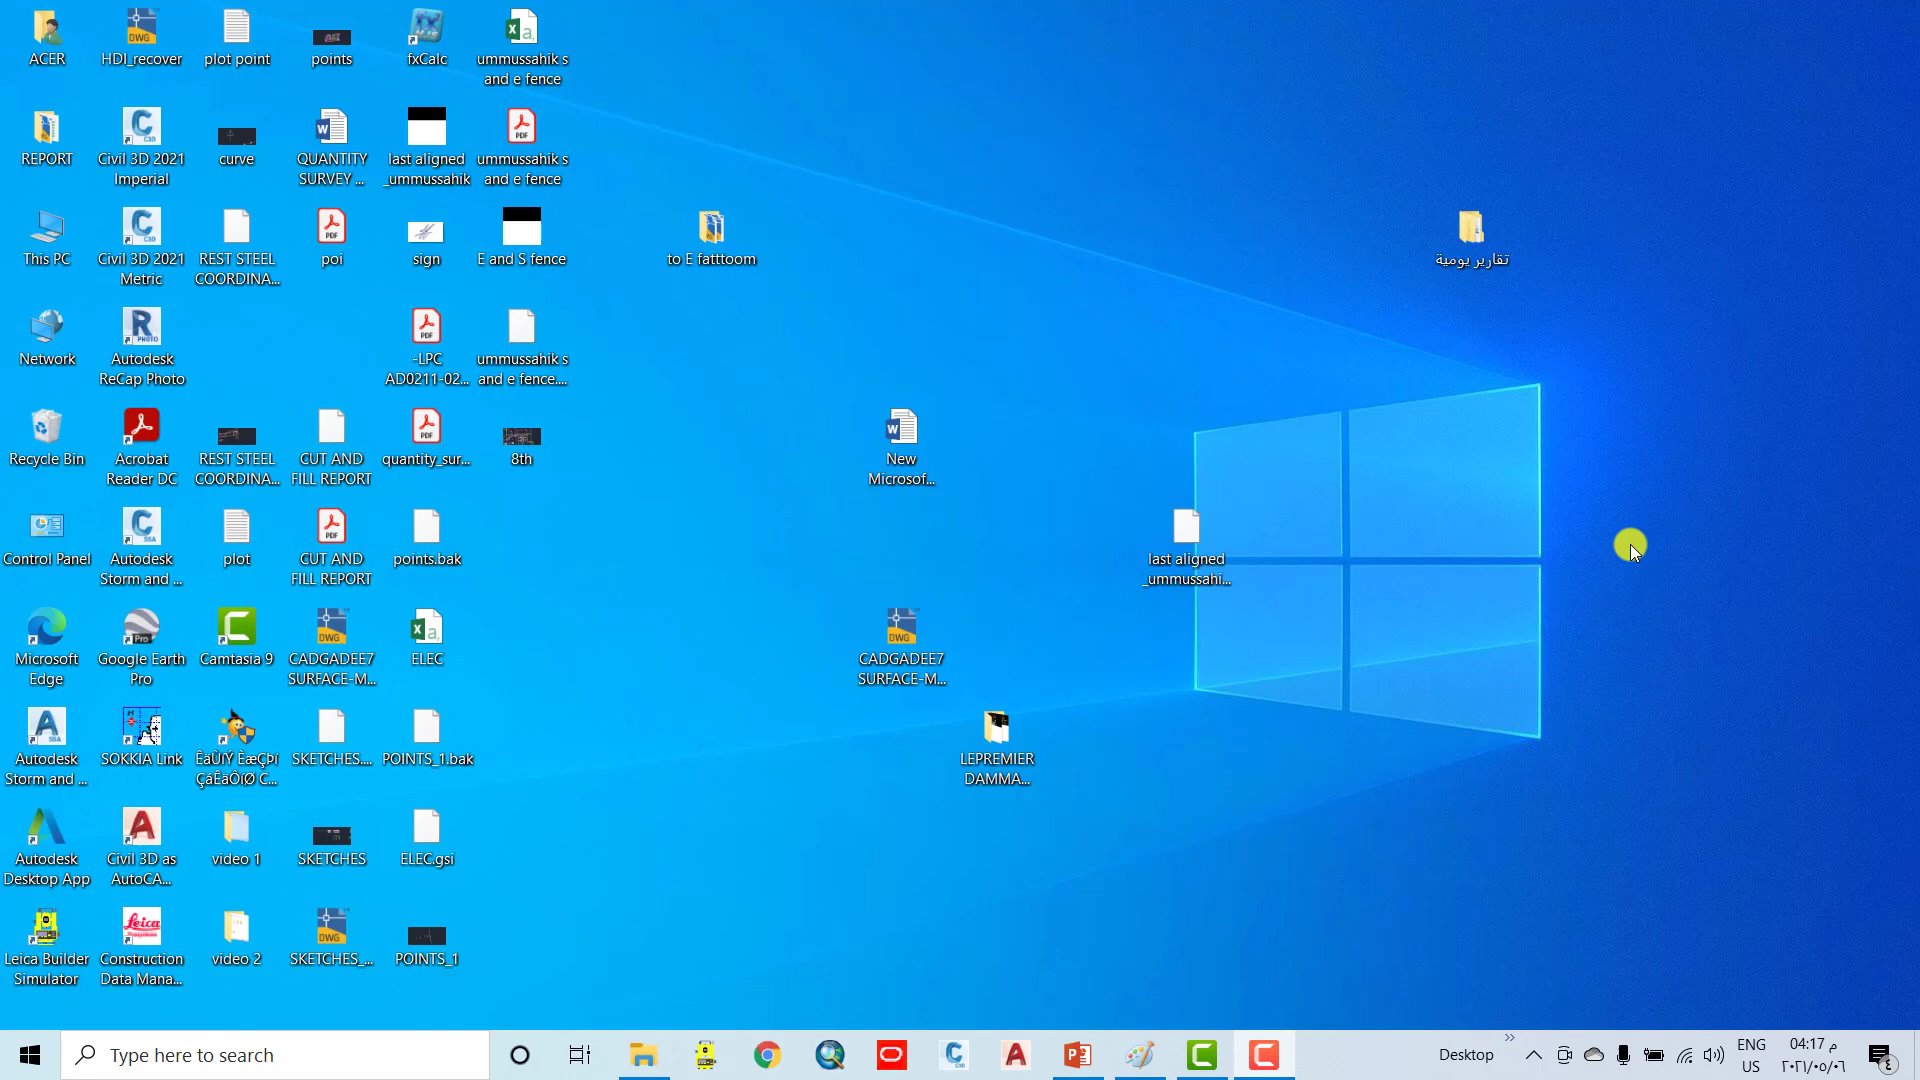 ACER
HDI_recover
plot point
points
fxCalc
ummussahik s
and e fence
REPORT
Civil 3D 2021
Imperial
curve
QUANTITY
SURVEY ...
last aligned
_ummussahik
ummussahik s
and e fence
This PC
Civil 3D 2021
Metric
REST STEEL
COORDINA...
poi
sign
E and S fence
to E fatttoom
تقارير يومية
Network
Autodesk
ReCap Photo
-LPC
AD0211-02...
ummussahik s
and e fence....
Recycle Bin
Acrobat
Reader DC
REST STEEL
COORDINA...
CUT AND
FILL REPORT
quantity_sur...
8th
New
Microsof...
Control Panel
Autodesk
Storm and ...
plot
CUT AND
FILL REPORT
points.bak
last aligned
_ummussahi...
Microsoft
Edge
Google Earth
Pro
Camtasia 9
CADGADEE7
SURFACE-M...
ELEC
CADGADEE7
SURFACE-M...
Autodesk
Storm and ...
SOKKIA Link
ÊäÙíÝ ÈæÇÞí
ÇáÊäÔíØ C...
SKETCHES....
POINTS_1.bak
LEPREMIER
DAMMA...
Autodesk
Desktop App
Civil 3D as
AutoCA...
video 1
SKETCHES
ELEC.gsi
Leica Builder
Simulator
Construction
Data Mana...
video 2
SKETCHES_...
POINTS_1
Type here to search
Desktop
ENG
US
04:17 م
٢٠٢١/٠٥/٠٦
٤